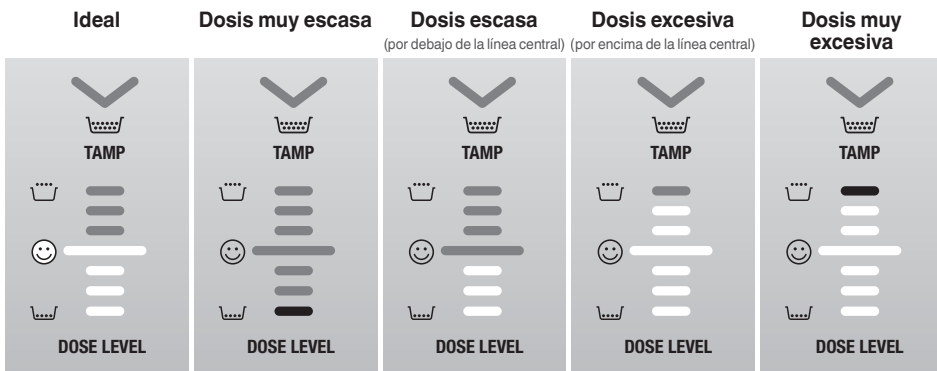 Ideal
Dosis muy escasa
Dosis escasa
(por debajo de la línea central)
Dosis excesiva
(por encima de la línea central)
Dosis muy
excesiva
TAMP
DOSE LEVEL
TAMP
DOSE LEVEL
TAMP
DOSE LEVEL
TAMP
DOSE LEVEL
TAMP
DOSE LEVEL